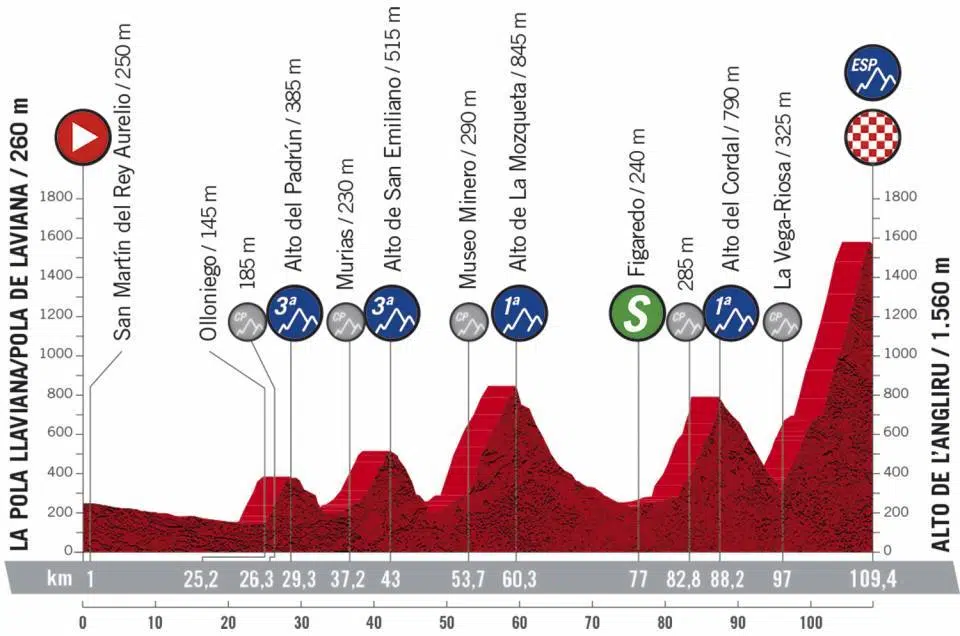 LA POLA LLAVIANA/POLA DE LAVIANA / 260 m
San Martín del Rey Aurelio / 250 m
Olloniego / 145 m
185 m
Alto del Padrún / 385 m
Murias / 230 m
Alto de San Emiliano / 515 m
Museo Minero / 290 m
Alto de La Mozqueta / 845 m
Figaredo / 240 m
285 m
Alto del Cordal / 790 m
La Vega-Riosa / 325 m
ALTO DE L'ANGLIRU / 1.560 m
ESP
CP
3ª
CP
3ª
CP
1ª
S
CP
1ª
CP
1800
1600
1400
1200
1000
800
600
400
200
0
1800
1600
1400
1200
1000
800
600
400
200
0
km 1 25,2 26,3 29,3 37,2 43 53,7 60,3 77 82,8 88,2 97 109,4
0 10 20 30 40 50 60 70 80 90 100